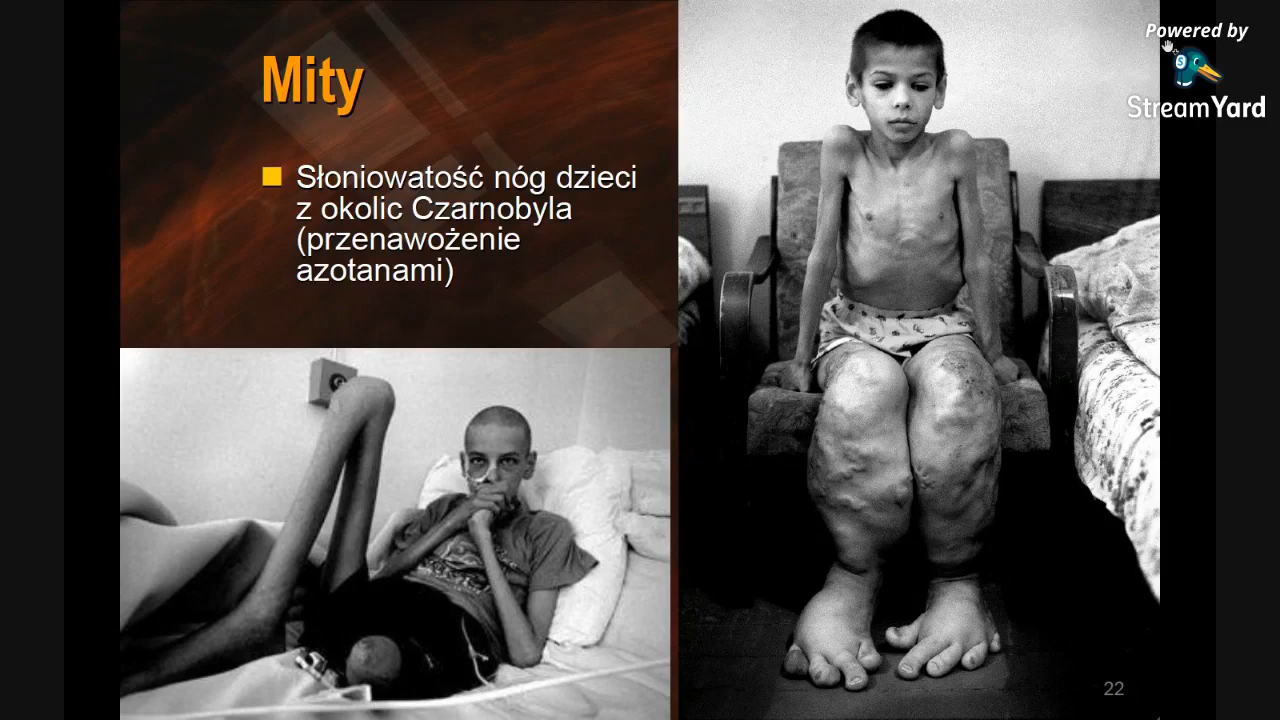 Mity
Słoniowatość nóg dzieci
z okolic Czarnobyla
(przenawożenie
azotanami)
Powered by
StreamYard
22